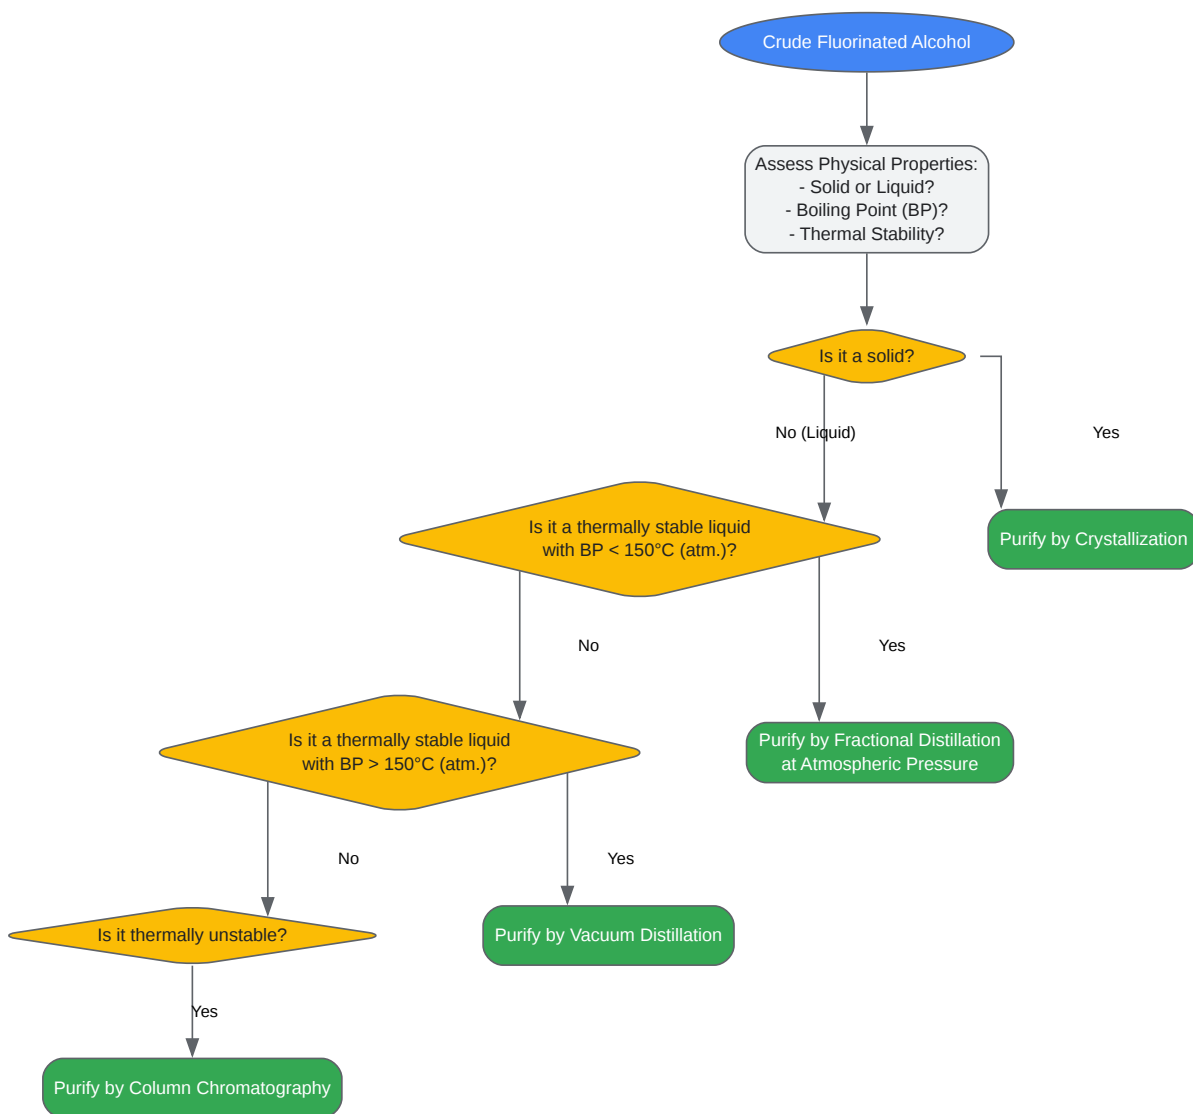 Crude Fluorinated Alcohol
Assess Physical Properties:
- Solid or Liquid?
- Boiling Point (BP)?
- Thermal Stability?
Is it a solid?
No (Liquid)
Yes
Is it a thermally stable liquid
with BP < 150°C (atm.)?
Purify by Crystallization
No
Yes
Is it a thermally stable liquid
with BP > 150°C (atm.)?
Purify by Fractional Distillation
at Atmospheric Pressure
No
Yes
Is it thermally unstable?
Purify by Vacuum Distillation
Yes
Purify by Column Chromatography